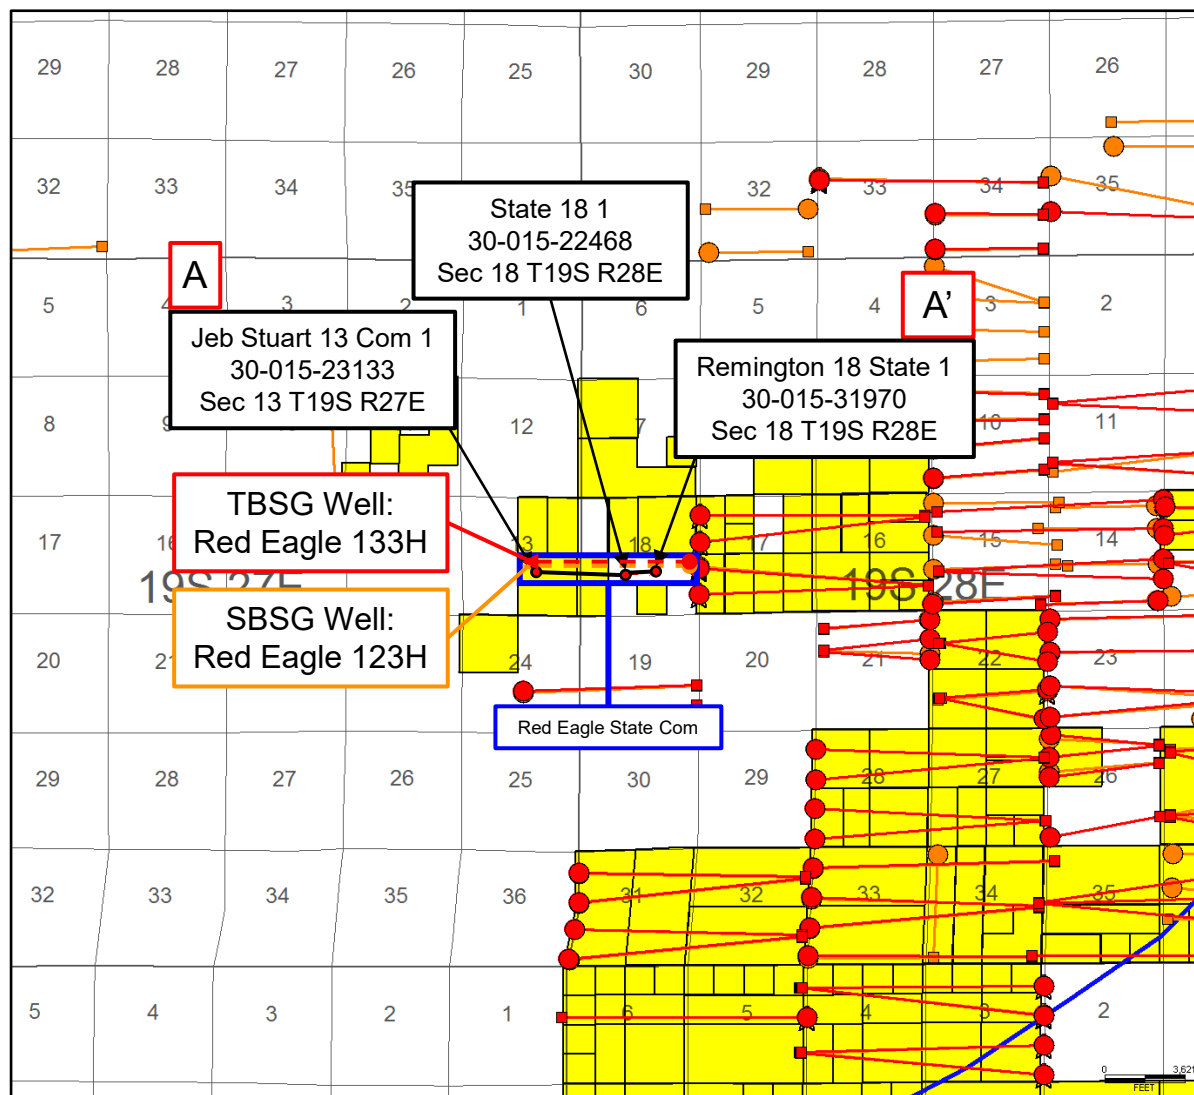 29 28 27 26 25 30 29 28 27 26
32 33 34 35 32 33 34 35
State 18 1
30-015-22468
Sec 18 T19S R28E
A
A'
5 4 3 2 1 6 5 4 3 2
Jeb Stuart 13 Com 1
30-015-23133
Sec 13 T19S R27E
Remington 18 State 1
30-015-31970
Sec 18 T19S R28E
8 9 12 7 10 11
TBSG Well:
Red Eagle 133H
17 16 13 18 17 16 15 14
19S 27E
19S 28E
SBSG Well:
Red Eagle 123H
20 21 24 19 20 21 22 23
Red Eagle State Com
29 28 27 26 25 30 29 28 27 26
32 33 34 35 36 31 32 33 34 35
5 4 3 2 1 6 5 4 3 2
0 3,621
FEET